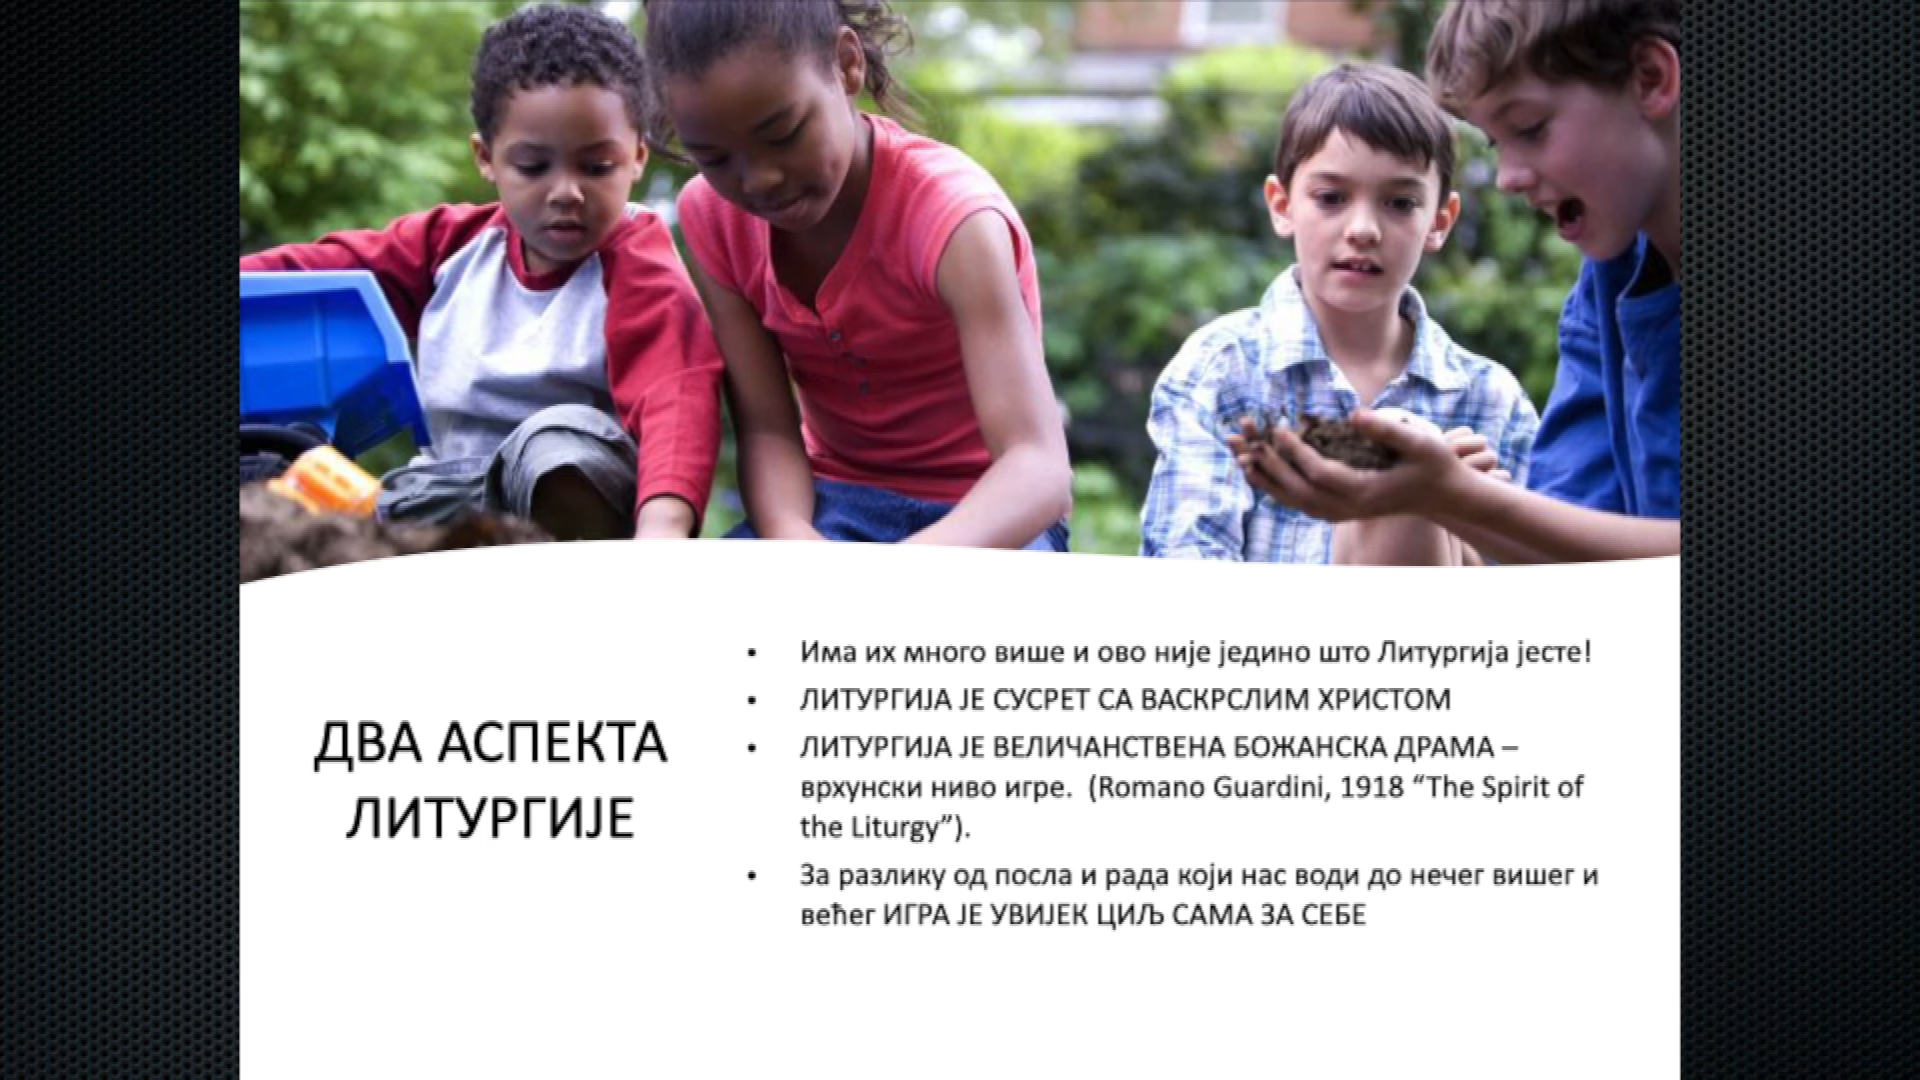 ДВА АСПЕКТА
ЛИТУРГИЈЕ
• Има их много више и ово није једино што Литургија јесте!
• ЛИТУРГИЈА ЈЕ СУСРЕТ СА ВАСКРСЛИМ ХРИСТОМ
• ЛИТУРГИЈА ЈЕ ВЕЛИЧАНСТВЕНА БОЖАНСКА ДРАМА –
врхунски ниво игре. (Romano Guardini, 1918 “The Spirit of
the Liturgy”).
• За разлику од посла и рада који нас води до нечег вишег и
већег ИГРА ЈЕ УВИЈЕК ЦИЉ САМА ЗА СЕБЕ